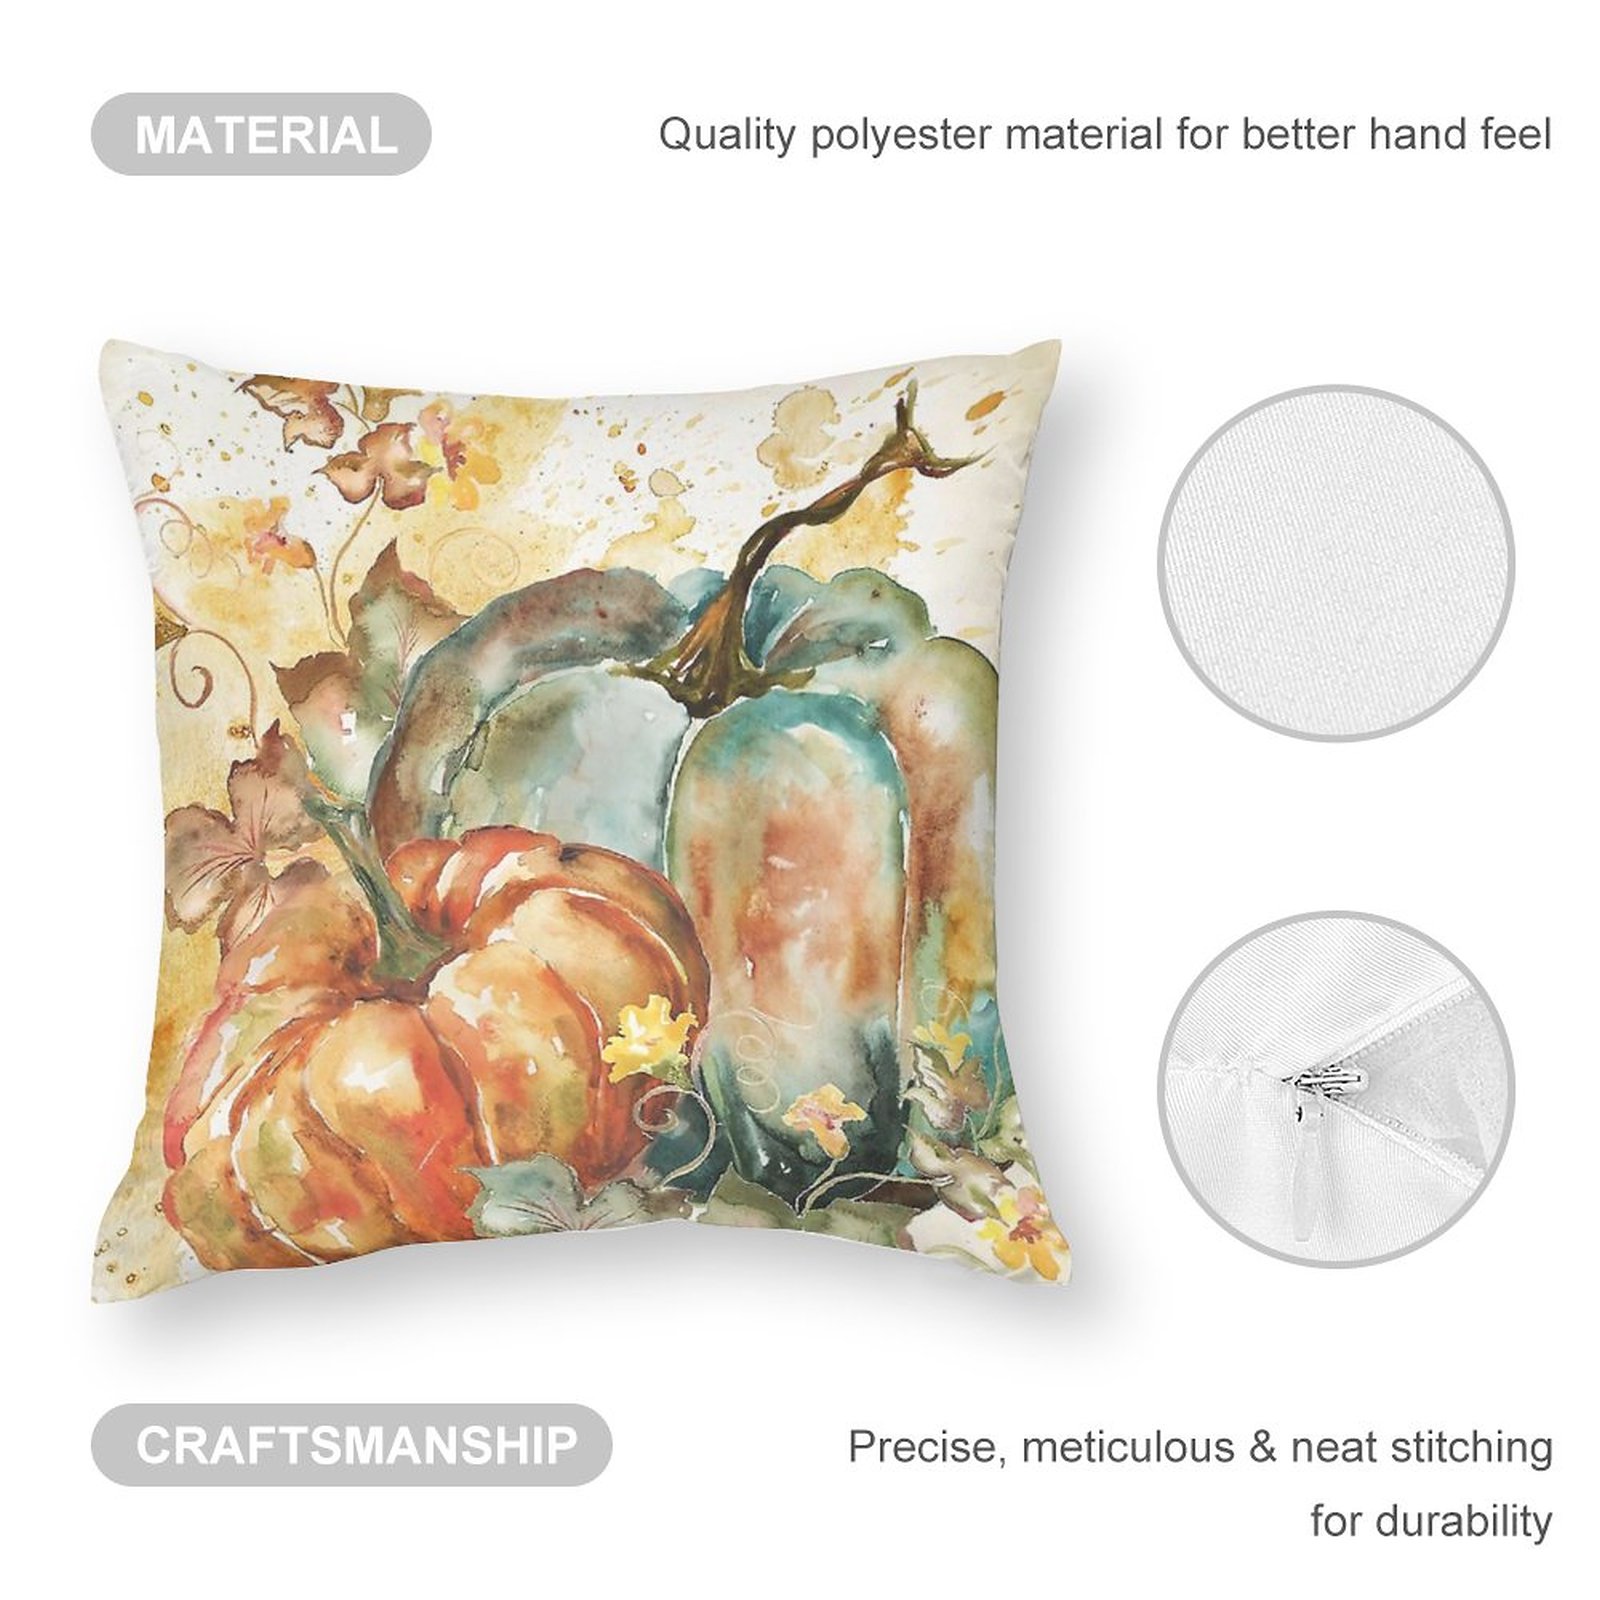 MATERIAL
Quality polyester material for better hand feel
CRAFTSMANSHIP
Precise, meticulous & neat stitching
for durability